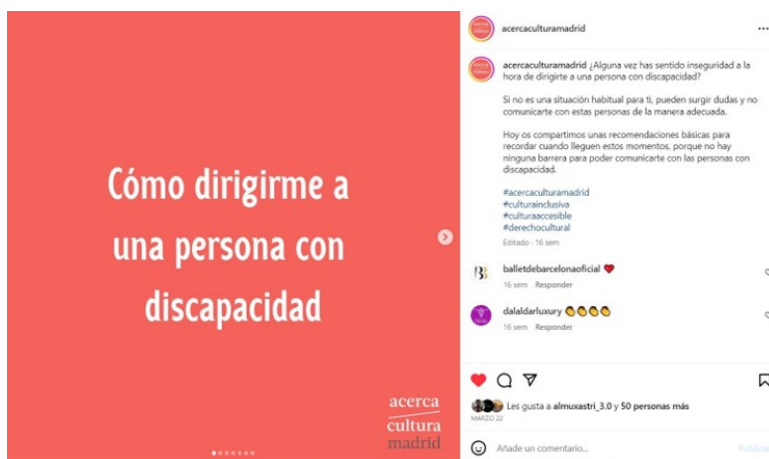 Cómo dirigirme a
una persona con
discapacidad
acerca
cultura
madrid
acercaculturamadrid
acercaculturamadrid ¿Alguna vez has sentido inseguridad a la
hora de dirigirte a una persona con discapacidad?
Si no es una situación habitual para ti, pueden surgir dudas y no
comunicarte con estas personas de la manera adecuada.
Hoy os compartimos unas recomendaciones básicas para
recordar cuando lleguen estos momentos, porque no hay
ninguna barrera para poder comunicarte con las personas con
discapacidad.
#acercaculturamadrid
#culturainclusiva
#culturaaccesible
#derechocultural
Editado · 16 sem
balletdebarcelonaoficial ❤️
16 sem Responder
dalaldarluxury 👏👏👏👏
16 sem Responder
Les gusta a almuxastri_3.0 y 50 personas más
MARZO 22
Añade un comentario...